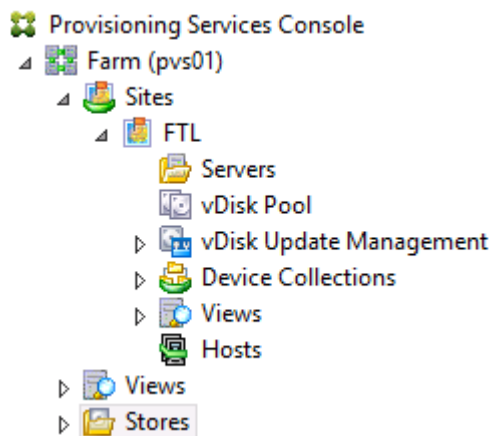 Provisioning Services Console
Farm (pvs01)
Sites
FTL
Servers
vDisk Pool
vDisk Update Management
Device Collections
Views
Hosts
Views
Stores